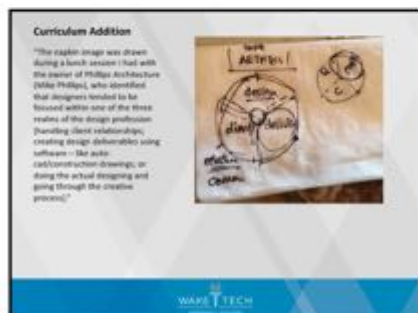 Curriculum Addition
"The napkin image was drawn
during a lunch session I had with
the owner of Phillips Architecture
(Mike Phillips), who identified
that designers tended to be
focused within one of the three
realms of the design profession
(handling client relationships;
creating design deliverables using
software – like auto
cad/construction drawings; or
doing the actual designing and
going through the creative
process)."
design
WAKE TECH